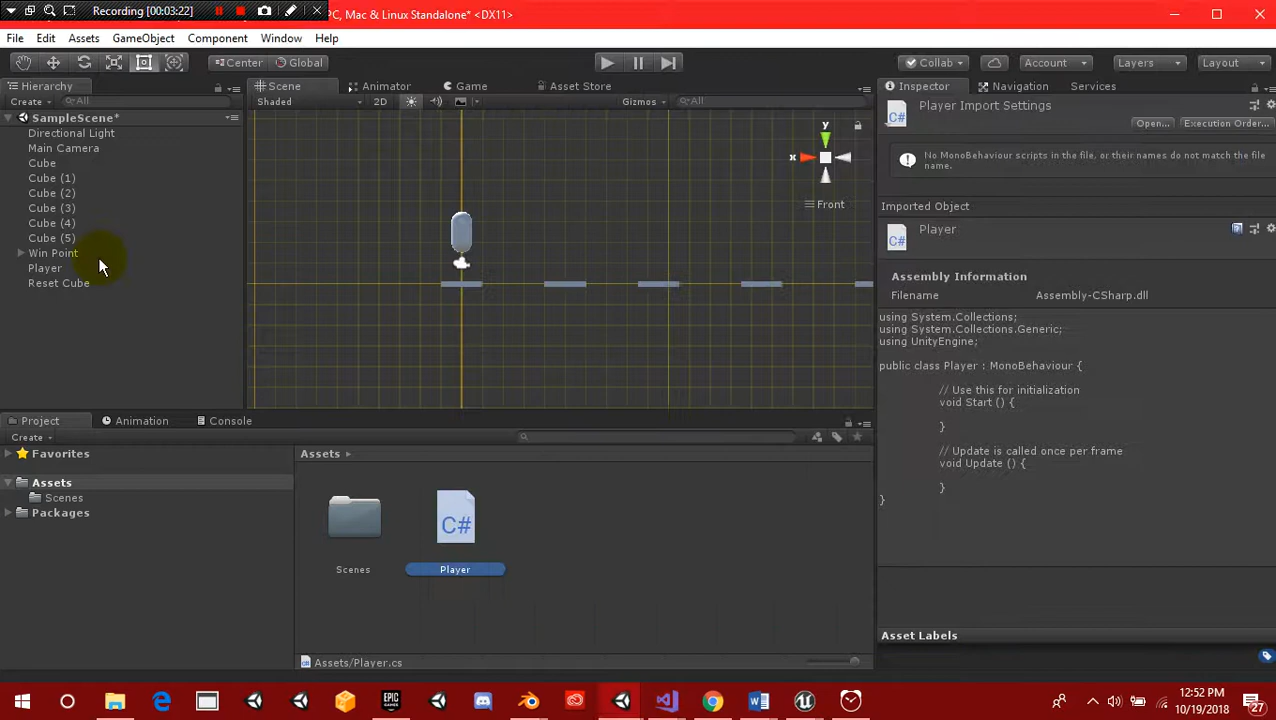 Recording [00:03:22]
PC, Mac & Linux Standalone* <DX11>
File Edit Assets GameObject Component Window Help
Center Global Collab Account Layers Layout
Hierarchy
Create All
SampleScene*
Directional Light
Main Camera
Cube
Cube (1)
Cube (2)
Cube (3)
Cube (4)
Cube (5)
Win Point
Player
Reset Cube
Scene Animator Game Asset Store
Shaded 2D Gizmos All
y
x
Front
Inspector Navigation Services
C#
Player Import Settings
Open... Execution Order...
No MonoBehaviour scripts in the file, or their names do not match the file
name.
Imported Object
C#
Player
Assembly Information
Filename Assembly-CSharp.dll
using System.Collections;
using System.Collections.Generic;
using UnityEngine;
public class Player : MonoBehaviour {
// Use this for initialization
void Start () {
}
// Update is called once per frame
void Update () {
}
}
Asset Labels
Project Animation Console
Create
Favorites
Assets
Scenes
Packages
Assets
C#
Scenes Player
Assets/Player.cs
EPIC
GAMES
12:52 PM
10/19/2018
27